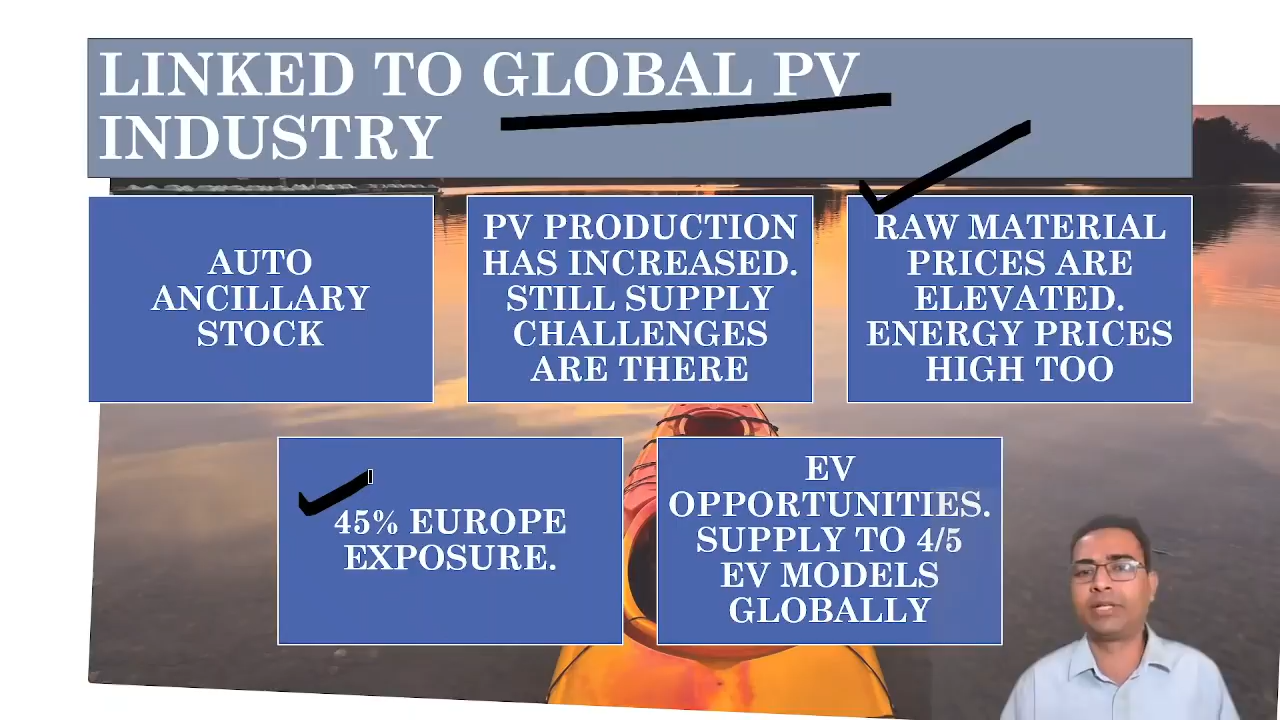 LINKED TO GLOBAL PV
INDUSTRY
AUTO
ANCILLARY
STOCK
PV PRODUCTION
HAS INCREASED.
STILL SUPPLY
CHALLENGES
ARE THERE
RAW MATERIAL
PRICES ARE
ELEVATED.
ENERGY PRICES
HIGH TOO
45% EUROPE
EXPOSURE.
EV
OPPORTUNITIES.
SUPPLY TO 4/5
EV MODELS
GLOBALLY